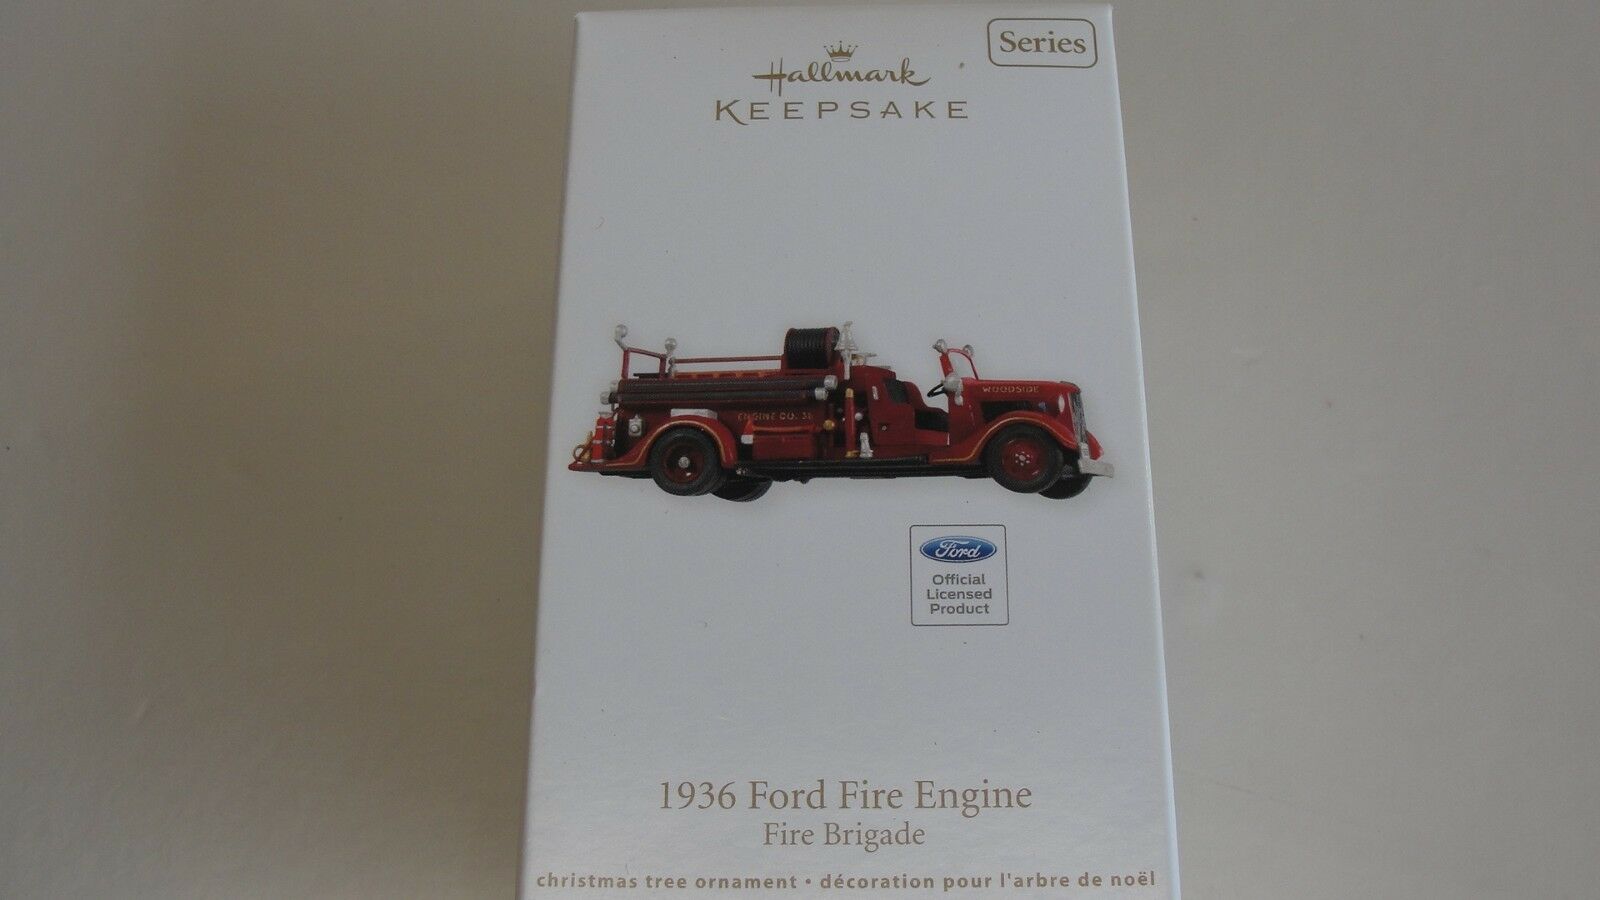 Series
Hallmark
KEEPSAKE
WOODSIDE
ENGINE CO.
Ford
Official
Licensed
Product
1936 Ford Fire Engine
Fire Brigade
christmas tree ornament • décoration pour l'arbre de noël